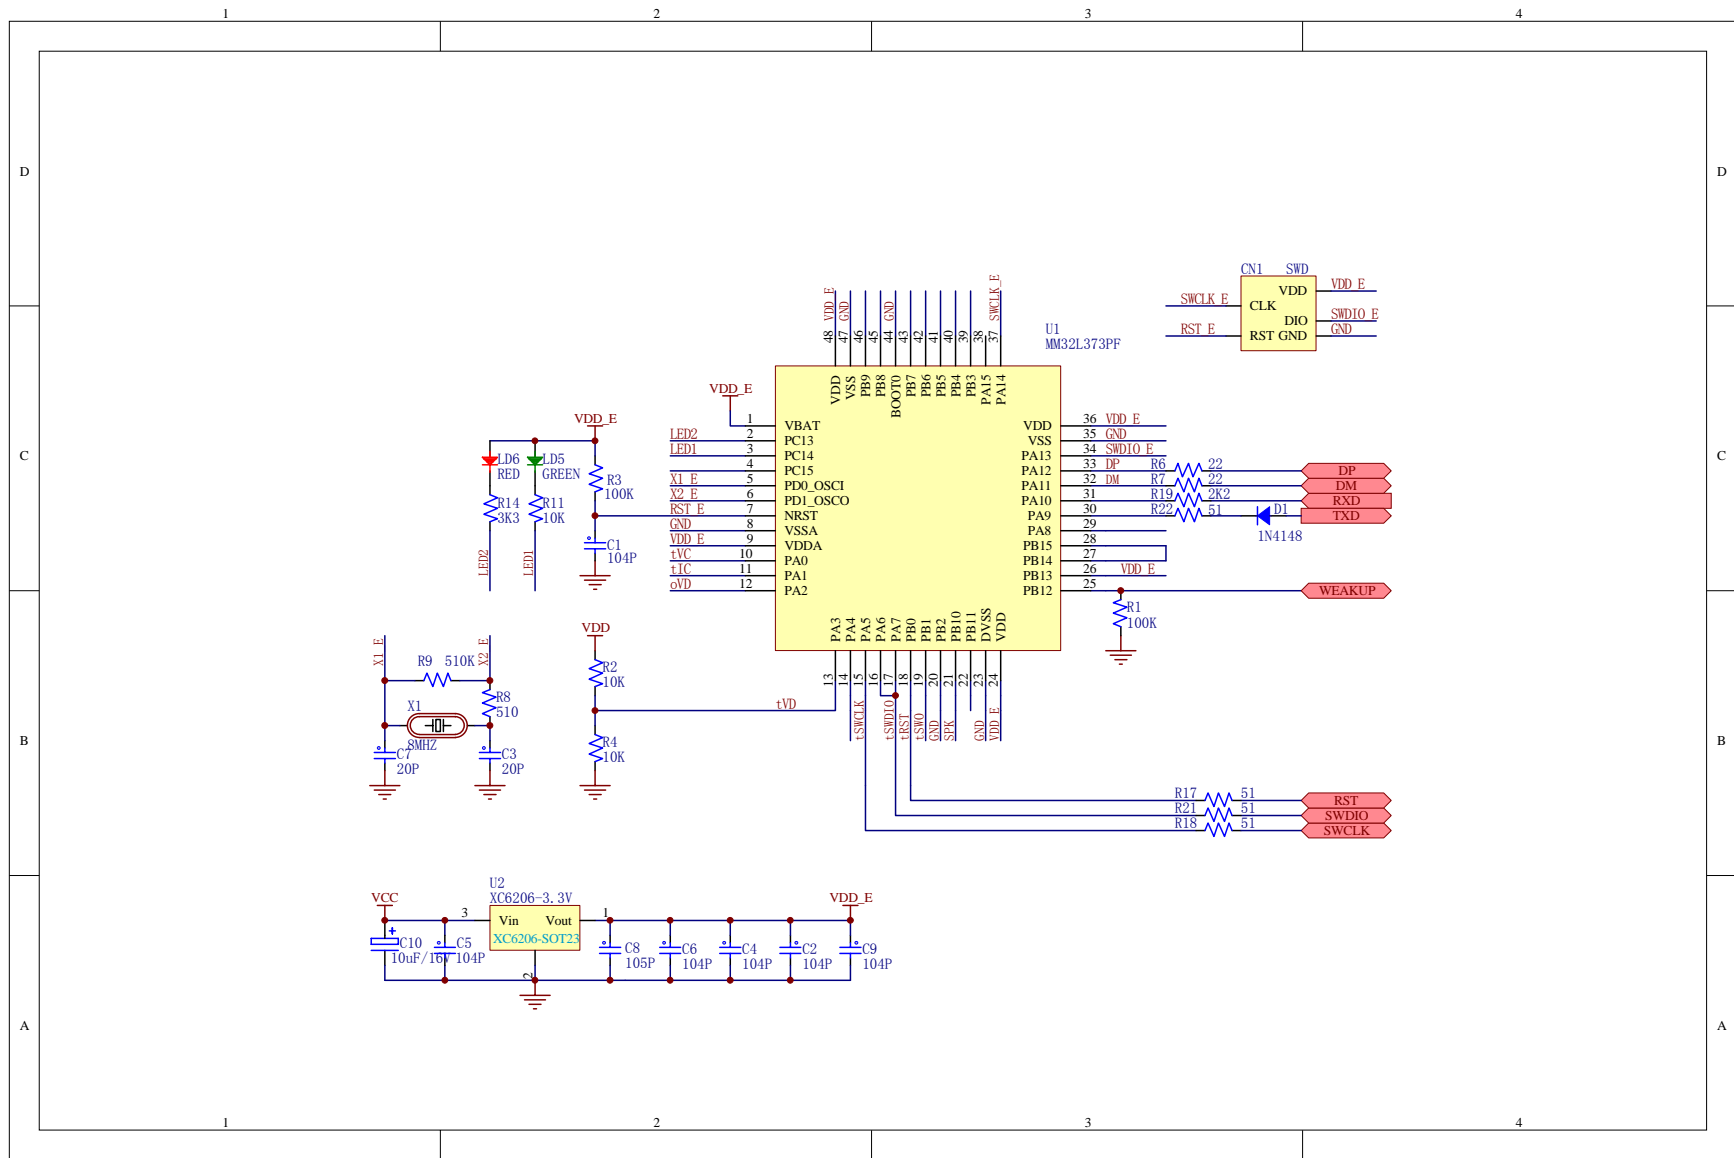 1 2 3 4
D D
CN1 SWD
VDD VDD_E
SWCLK_E CLK
DIO SWDIO_E
RST_E RST GND GND
VDD_E GND GND SWCLK_E
48 47 46 45 44 43 42 41 40 39 38 37
U1
MM32L373PF
VDD VSS PB9 PB8 BOOT0 PB7 PB6 PB5 PB4 PB3 PA15 PA14
VDD_E
1 VBAT
LED2 2 PC13
LED1 3 PC14
4 PC15
X1_E 5 PD0_OSCI
X2_E 6 PD1_OSCO
RST_E 7 NRST
GND 8 VSSA
VDD_E 9 VDDA
tVC 10 PA0
tIC 11 PA1
oVD 12 PA2
VDD 36 VDD_E
VSS 35 GND
PA13 34 SWDIO_E
PA12 33 DP R6 22 DP
PA11 32 DM R7 22 DM
PA10 31 R19 2K2 RXD
PA9 30 R22 51 D1 TXD
1N4148
PA8 29
PB15 28
PB14 27
PB13 26 VDD_E
PB12 25 WEAKUP
R1
100K
VDD_E
LD6
RED
LD5
GREEN
R3
100K
R14
3K3
R11
10K
C1
104P
LED2 LED1
C C
PA3 PA4 PA5 PA6 PA7 PB0 PB1 PB2 PB10 PB11 DVSS VDD
13 14 15 16 17 18 19 20 21 22 23 24
tVD tSWCLK tSWDIO tRST tSWO GND SPK GND VDD_E
X1_E X2_E
R9 510K
R8
510
X1
8MHZ
C7
20P
C3
20P
VDD
R2
10K
R4
10K
B B
R17 51 RST
R21 51 SWDIO
R18 51 SWCLK
U2
XC6206-3.3V
VCC 3 Vin Vout 1 VDD_E
XC6206-SOT23
2
C10
10uF/16V
C5
104P
C8
105P
C6
104P
C4
104P
C2
104P
C9
104P
A A
1 2 3 4